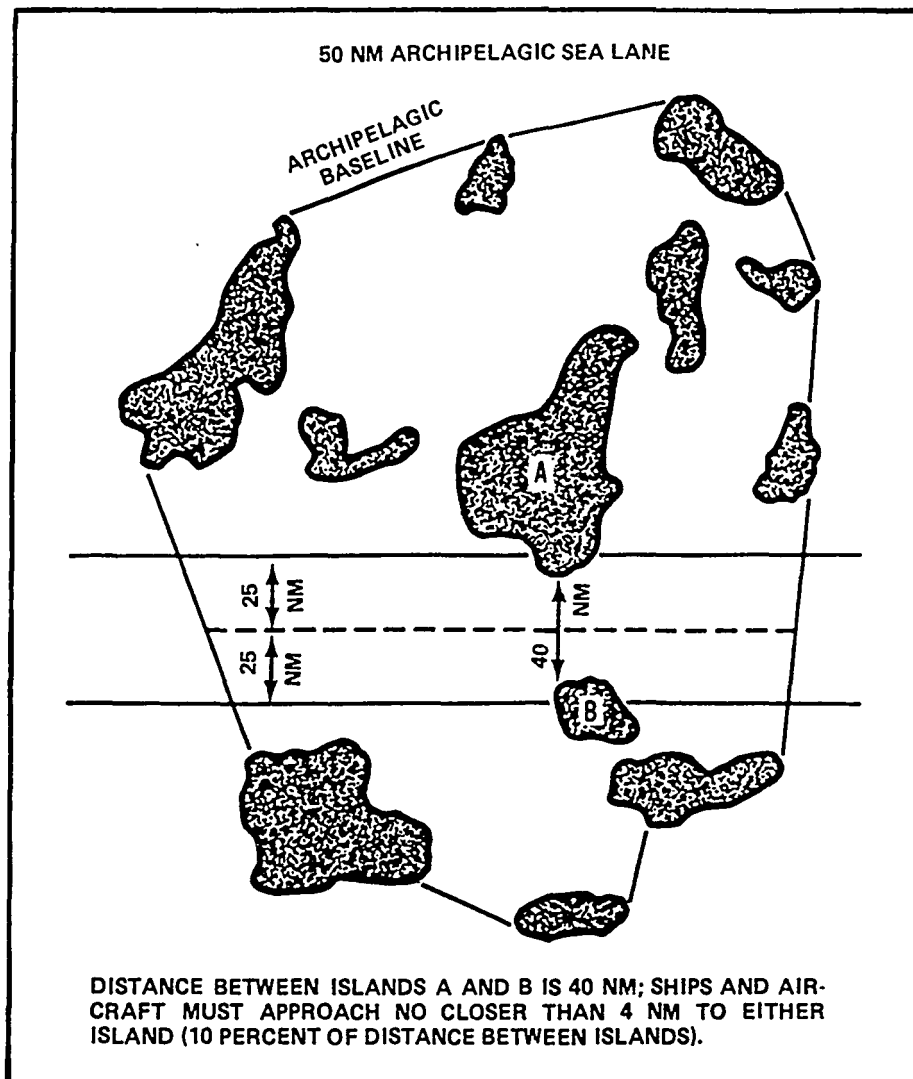 50 NM ARCHIPELAGIC SEA LANE
ARCHIPELAGIC
BASELINE
A
25
NM
40
NM
25
NM
B
DISTANCE BETWEEN ISLANDS A AND B IS 40 NM; SHIPS AND AIR-
CRAFT MUST APPROACH NO CLOSER THAN 4 NM TO EITHER
ISLAND (10 PERCENT OF DISTANCE BETWEEN ISLANDS).